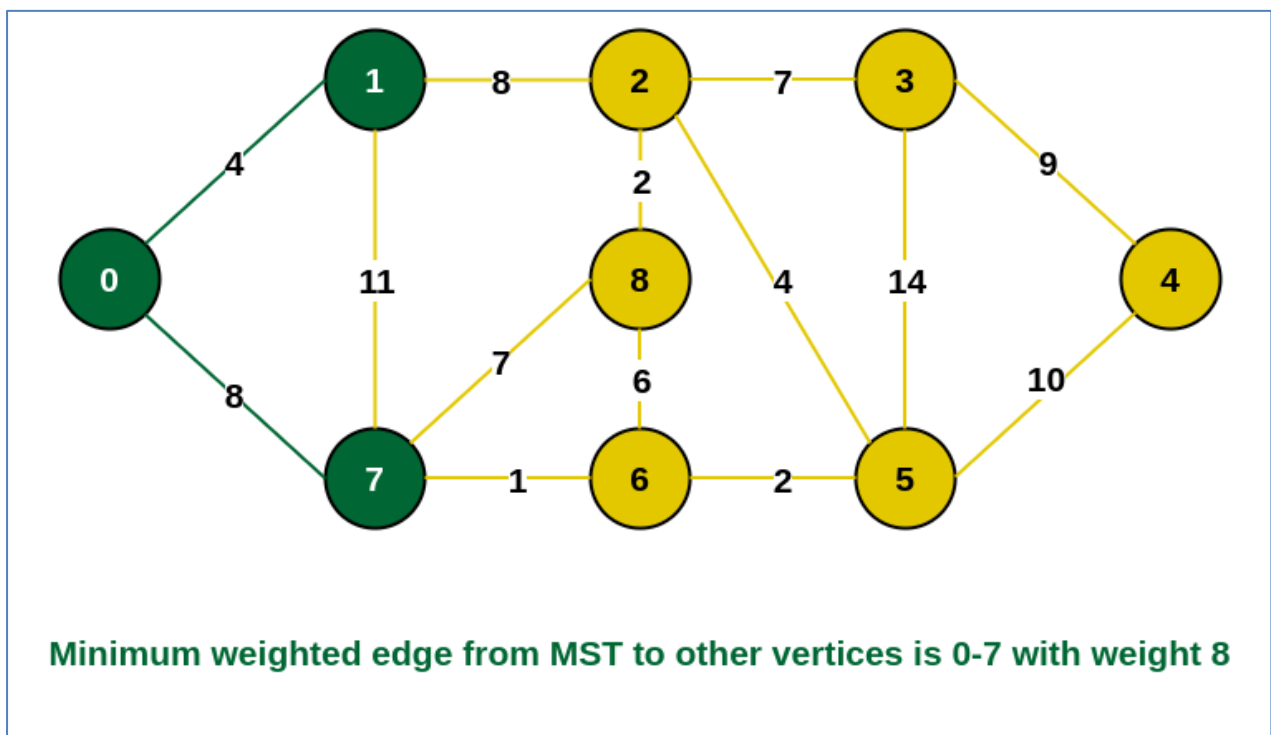 1 8 2 7 3
4 9
2
0 11 8 4 14 4
7
8 6 10
7 1 6 2 5
Minimum weighted edge from MST to other vertices is 0-7 with weight 8